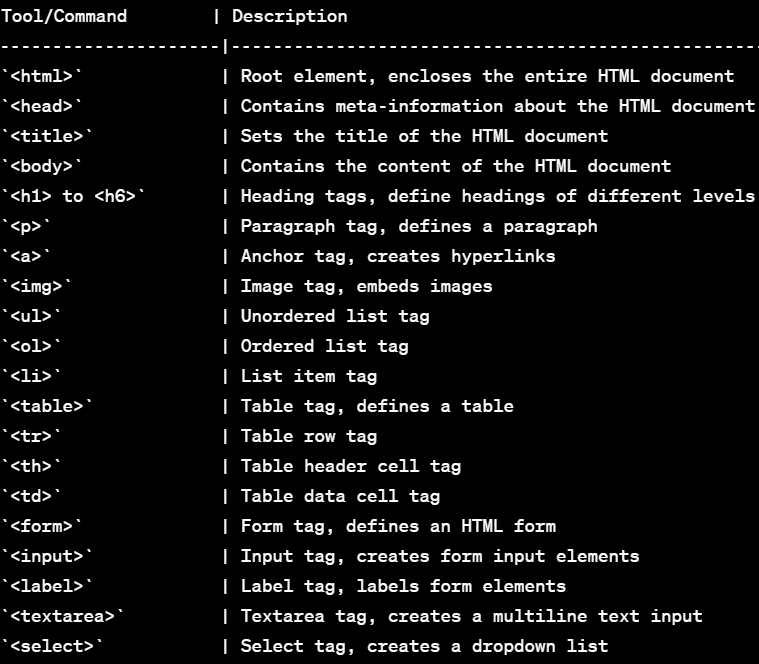 Tool/Command | Description
---------------------|----------------------------------------------------
`<html>` | Root element, encloses the entire HTML document
`<head>` | Contains meta-information about the HTML document
`<title>` | Sets the title of the HTML document
`<body>` | Contains the content of the HTML document
`<h1> to <h6>` | Heading tags, define headings of different levels
`<p>` | Paragraph tag, defines a paragraph
`<a>` | Anchor tag, creates hyperlinks
`<img>` | Image tag, embeds images
`<ul>` | Unordered list tag
`<ol>` | Ordered list tag
`<li>` | List item tag
`<table>` | Table tag, defines a table
`<tr>` | Table row tag
`<th>` | Table header cell tag
`<td>` | Table data cell tag
`<form>` | Form tag, defines an HTML form
`<input>` | Input tag, creates form input elements
`<label>` | Label tag, labels form elements
`<textarea>` | Textarea tag, creates a multiline text input
`<select>` | Select tag, creates a dropdown list